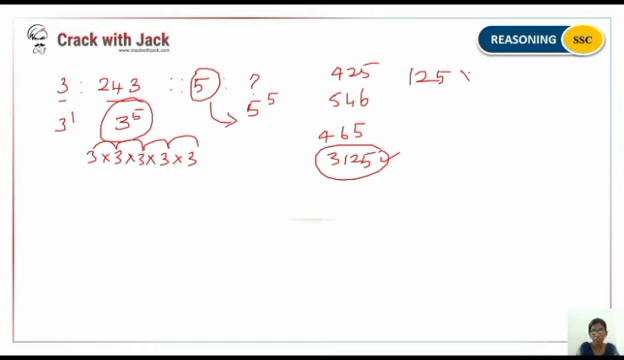 Crack with Jack
www.crackwithjack.com
REASONING SSC
3 : 243 :: 5 : ?
3¹ 3⁵ 5⁵
3×3×3×3×3
425
546
465
3125
125 ×